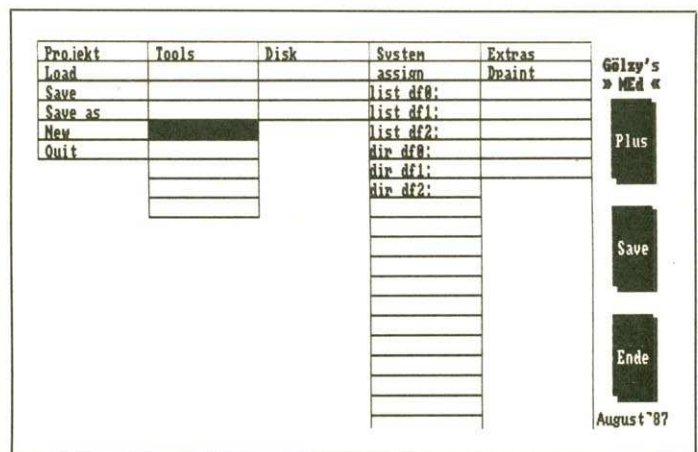 Projekt Tools Disk System Extras
Load assign Dpaint
Save list df0:
Save as list df1:
New list df2:
Quit dir df0:
dir df1:
dir df2:
Gölzy's
» MEd «
Plus
Save
Ende
August~87